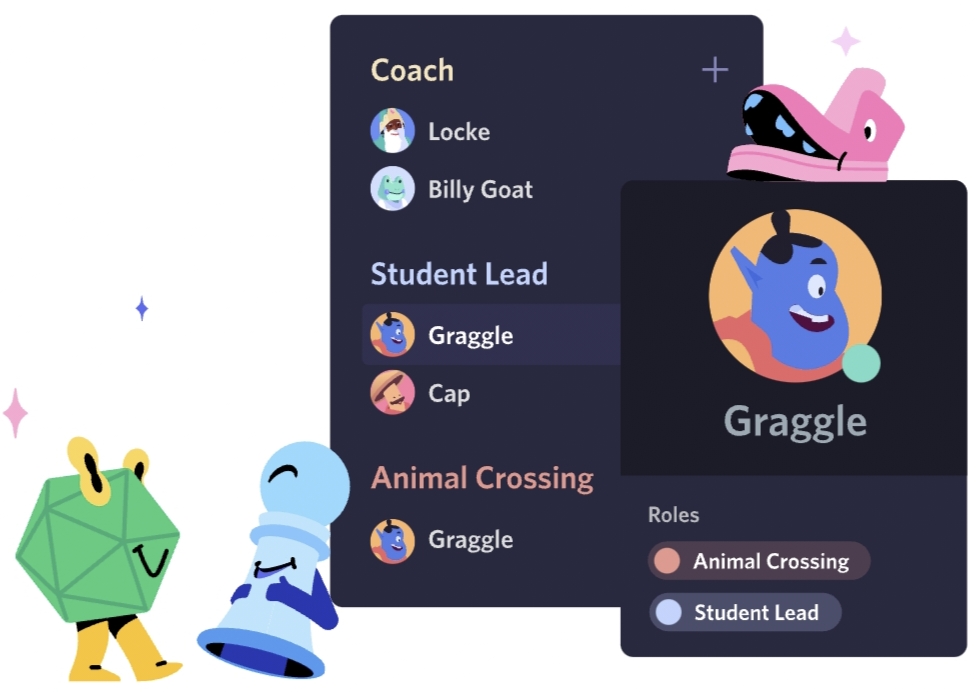 Coach
Locke
Billy Goat
Student Lead
Graggle
Cap
Animal Crossing
Graggle
Graggle
Roles
Animal Crossing
Student Lead